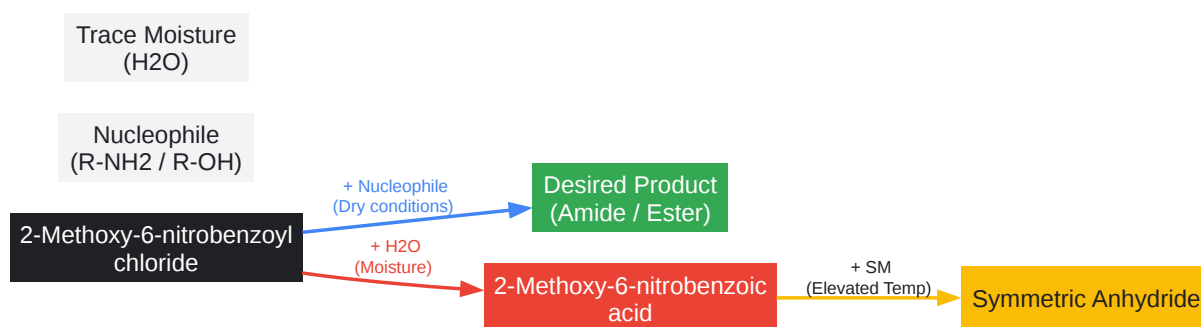 Trace Moisture
(H2O)
Nucleophile
(R-NH2 / R-OH)
2-Methoxy-6-nitrobenzoyl
chloride
+ Nucleophile
(Dry conditions)
+ H2O
(Moisture)
Desired Product
(Amide / Ester)
2-Methoxy-6-nitrobenzoic
acid
+ SM
(Elevated Temp)
Symmetric Anhydride